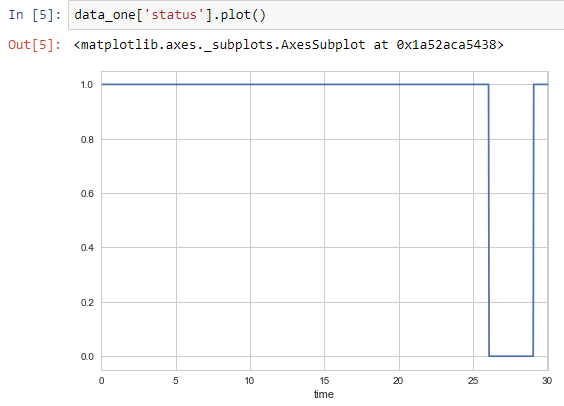 In [5]: data_one['status'].plot()
Out[5]: <matplotlib.axes._subplots.AxesSubplot at 0x1a52aca5438>
1.0
0.8
0.6
0.4
0.2
0.0
0 5 10 15 20 25 30
time